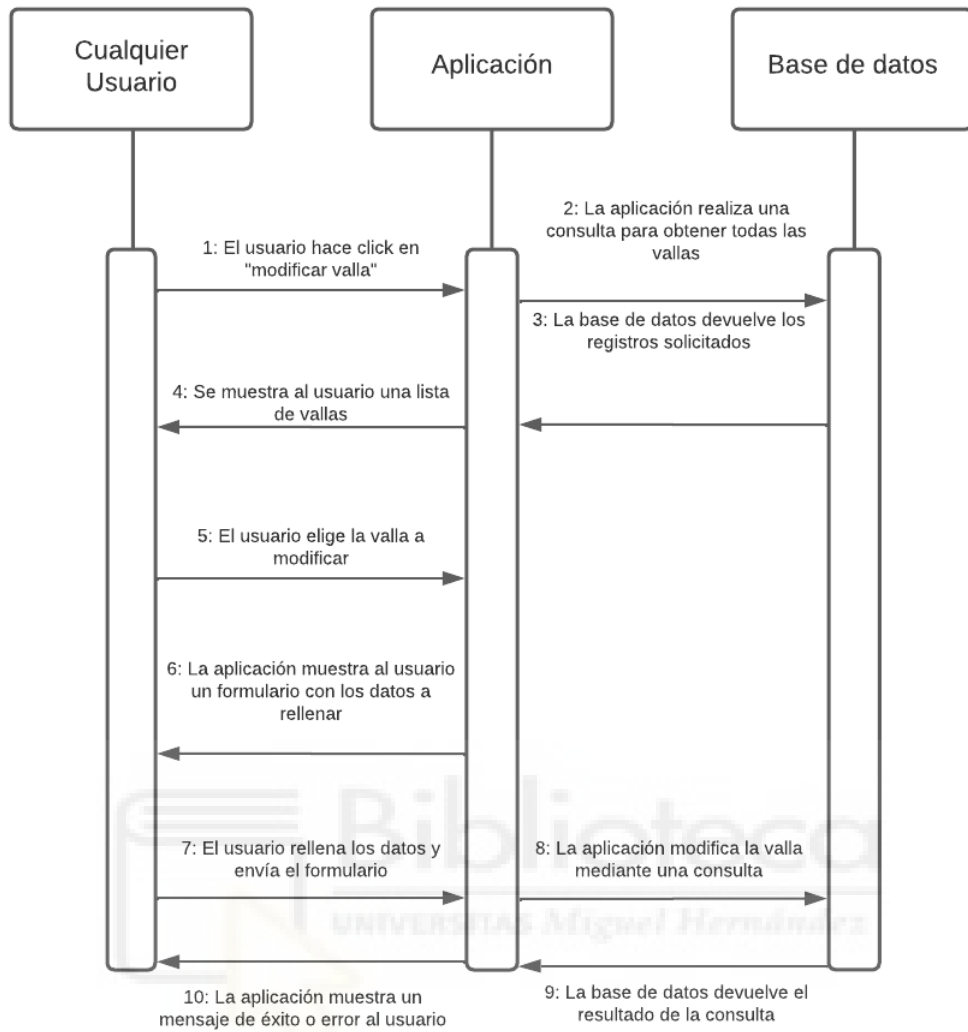 Cualquier
Usuario
Aplicación
Base de datos
1: El usuario hace click en
"modificar valla"
2: La aplicación realiza una
consulta para obtener todas las
vallas
3: La base de datos devuelve los
registros solicitados
4: Se muestra al usuario una lista
de vallas
5: El usuario elige la valla a
modificar
6: La aplicación muestra al usuario
un formulario con los datos a
rellenar
Biblioteca
UNIVERSITAS Miguel Hernández
7: El usuario rellena los datos y
envía el formulario
8: La aplicación modifica la valla
mediante una consulta
9: La base de datos devuelve el
resultado de la consulta
10: La aplicación muestra un
mensaje de éxito o error al usuario